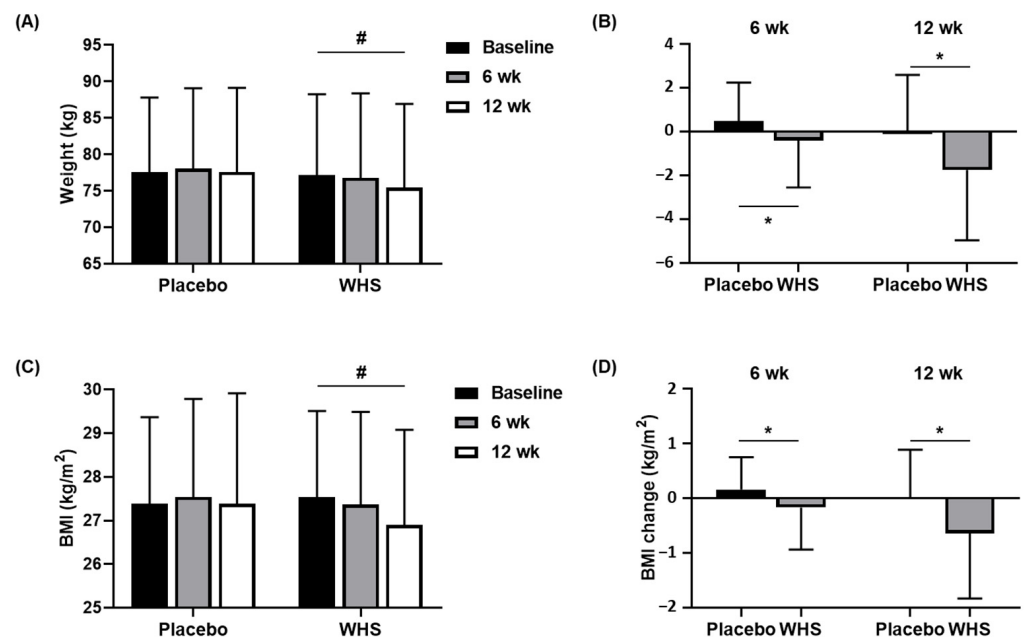 (A)
Weight (kg)
95
90
85
80
75
70
65
#
Baseline
6 wk
12 wk
Placebo
WHS
(B)
6 wk
12 wk
4
2
0
−2
−4
−6
*
*
Placebo WHS
Placebo WHS
(C)
BMI (kg/m²)
30
29
28
27
26
25
#
Baseline
6 wk
12 wk
Placebo
WHS
(D)
BMI change (kg/m²)
6 wk
12 wk
2
1
0
−1
−2
*
*
Placebo WHS
Placebo WHS